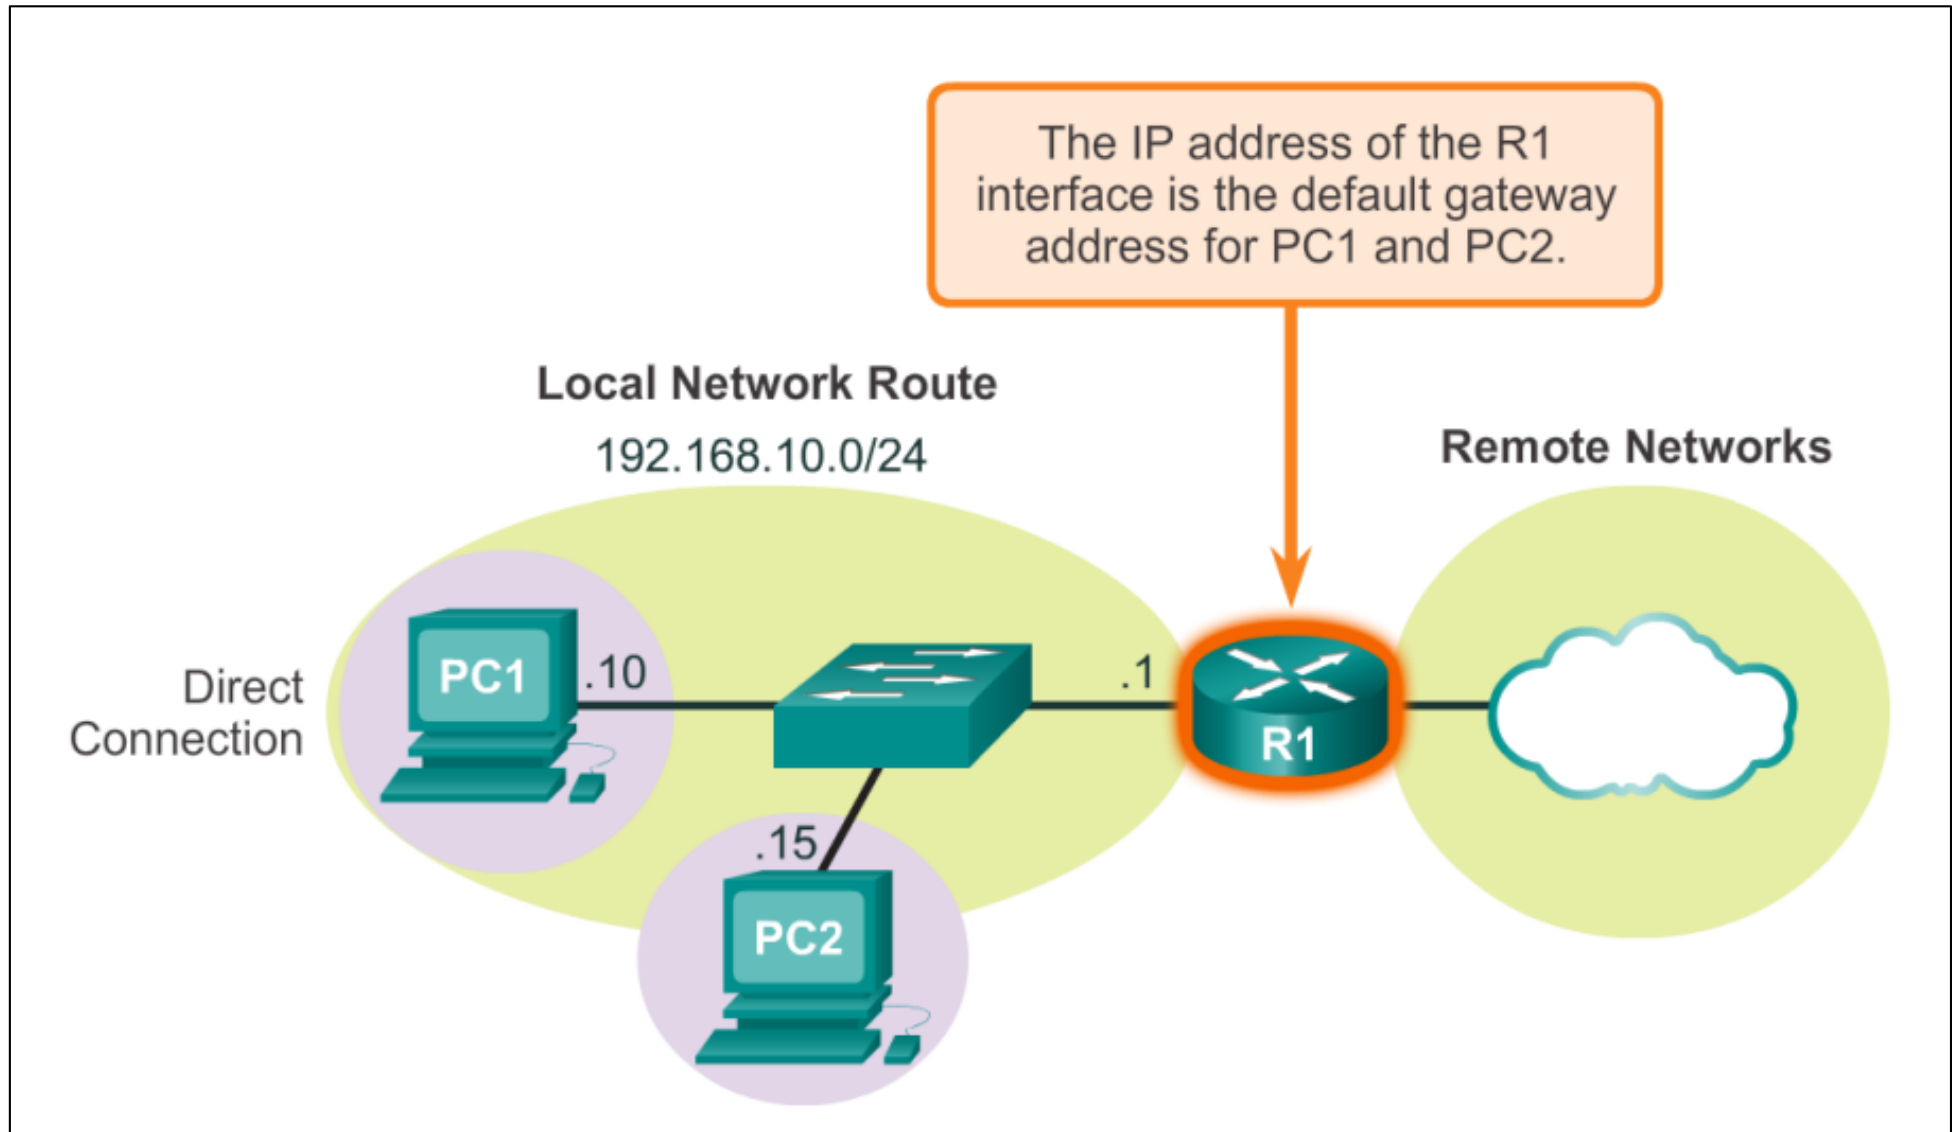 The IP address of the R1
interface is the default gateway
address for PC1 and PC2.
Local Network Route
192.168.10.0/24
Remote Networks
Direct
Connection
PC1
.10
.1
R1
.15
PC2